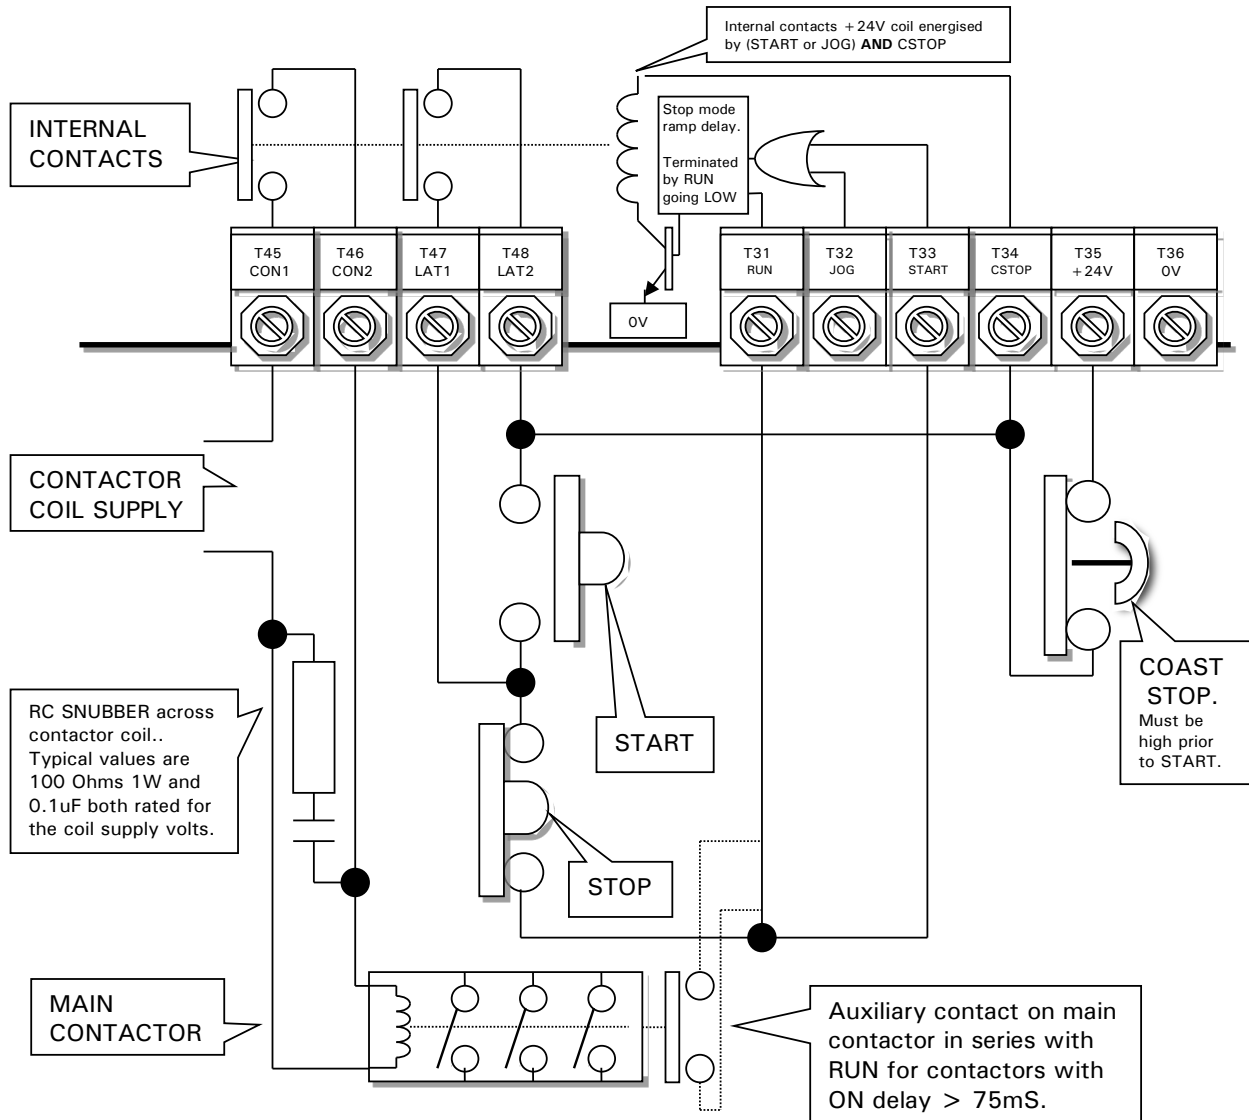 Internal contacts +24V coil energised
by (START or JOG) AND CSTOP
INTERNAL
CONTACTS
Stop mode
ramp delay.
Terminated
by RUN
going LOW
T45
CON1
T46
CON2
T47
LAT1
T48
LAT2
0V
T31
RUN
T32
JOG
T33
START
T34
CSTOP
T35
+24V
T36
0V
CONTACTOR
COIL SUPPLY
COAST
STOP.
Must be
high prior
to START.
RC SNUBBER across
contactor coil..
Typical values are
100 Ohms 1W and
0.1uF both rated for
the coil supply volts.
START
STOP
MAIN
CONTACTOR
Auxiliary contact on main
contactor in series with
RUN for contactors with
ON delay > 75mS.